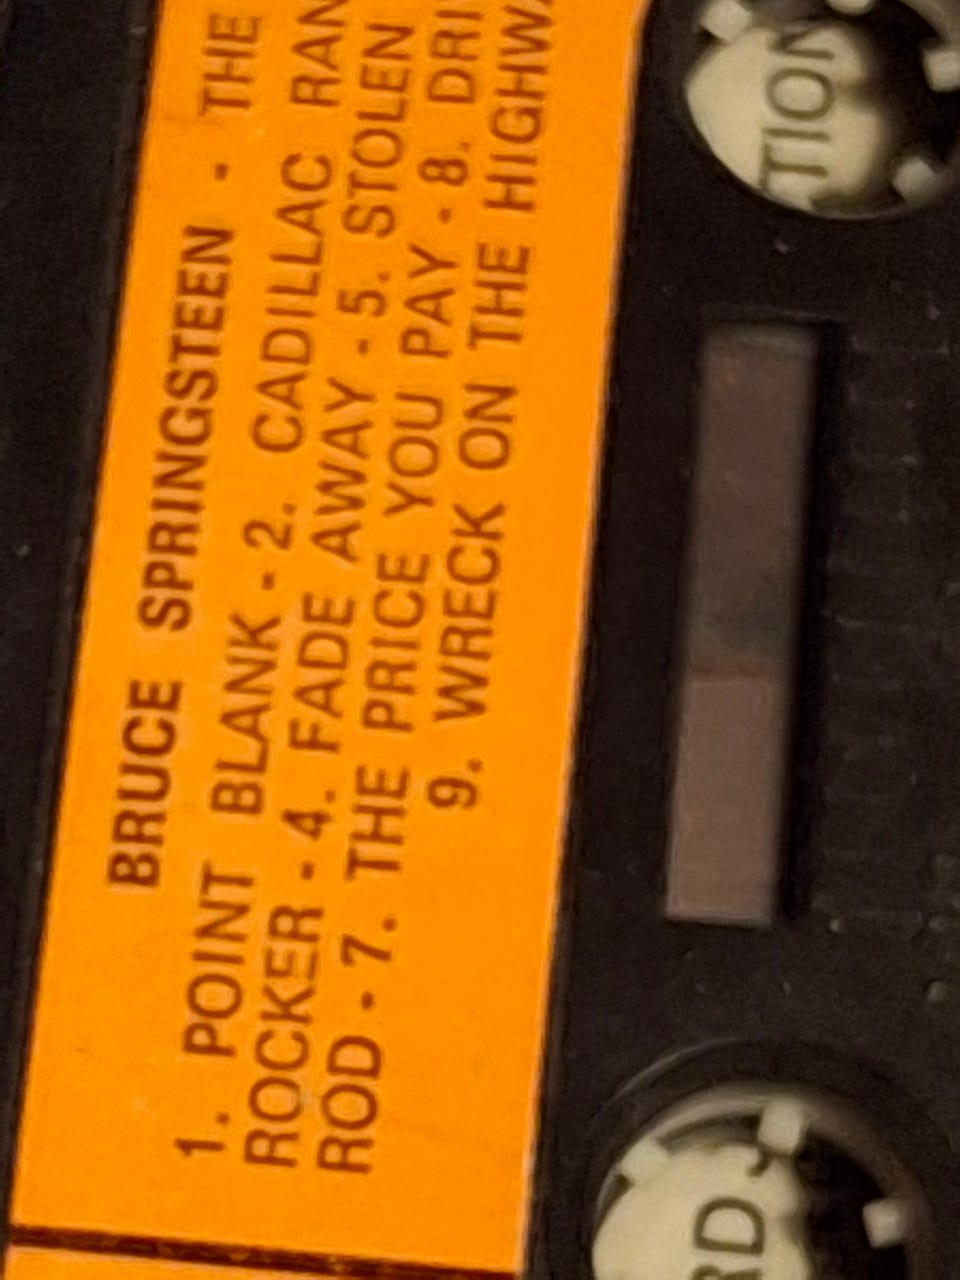 BRUCE SPRINGSTEEN - THE
1. POINT BLANK - 2. CADILLAC RAN
ROCKER - 4. FADE AWAY - 5. STOLEN
ROD - 7. THE PRICE YOU PAY - 8. DRI
9. WRECK ON THE HIGHWA
TION
RD